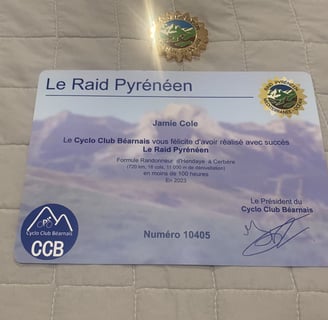 Le Raid Pyrénéen
Jamie Cole
Le Cyclo Club Béarnais vous félicite d'avoir réalisé avec succès
Le Raid Pyrénéen
Formule Randonneur d'Hendaye à Cerbère
(720 km, 18 cols, 11 000 m de dénivellation)
en moins de 100 heures
En 2023
Le Président du
Cyclo Club Béarnais
Cyclo Club Béarnais
CCB
Numéro 10405